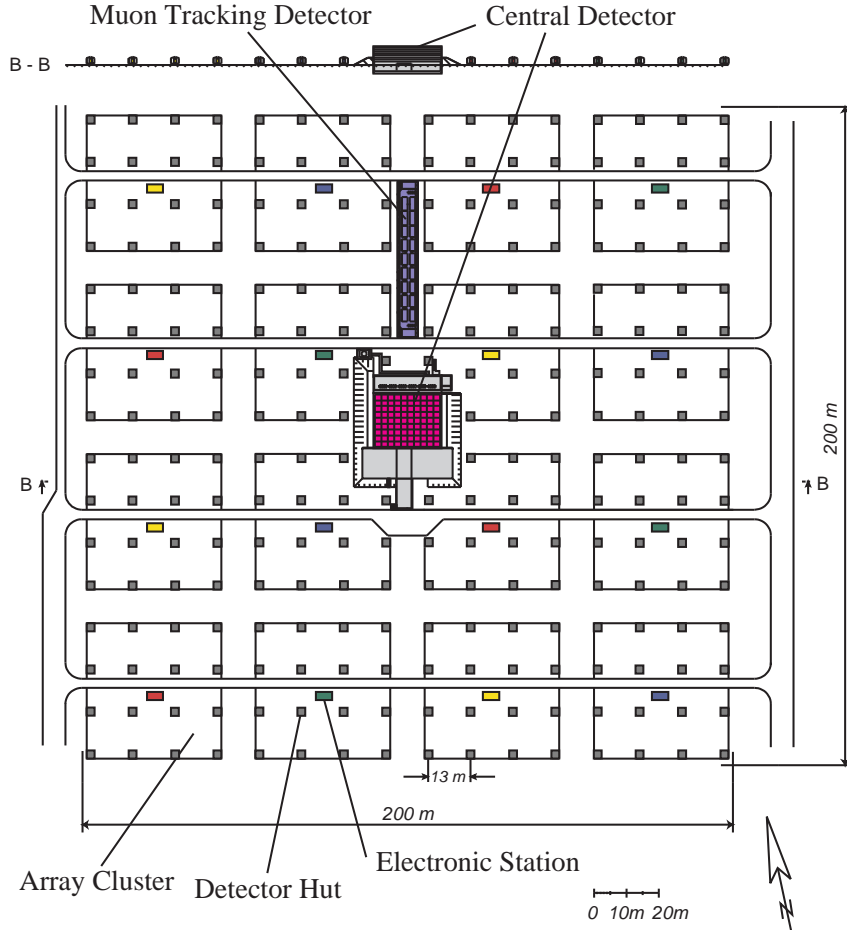 Muon Tracking Detector
Central Detector
B - B
200 m
B
B
13 m
200 m
Array Cluster
Detector Hut
Electronic Station
0 10m 20m